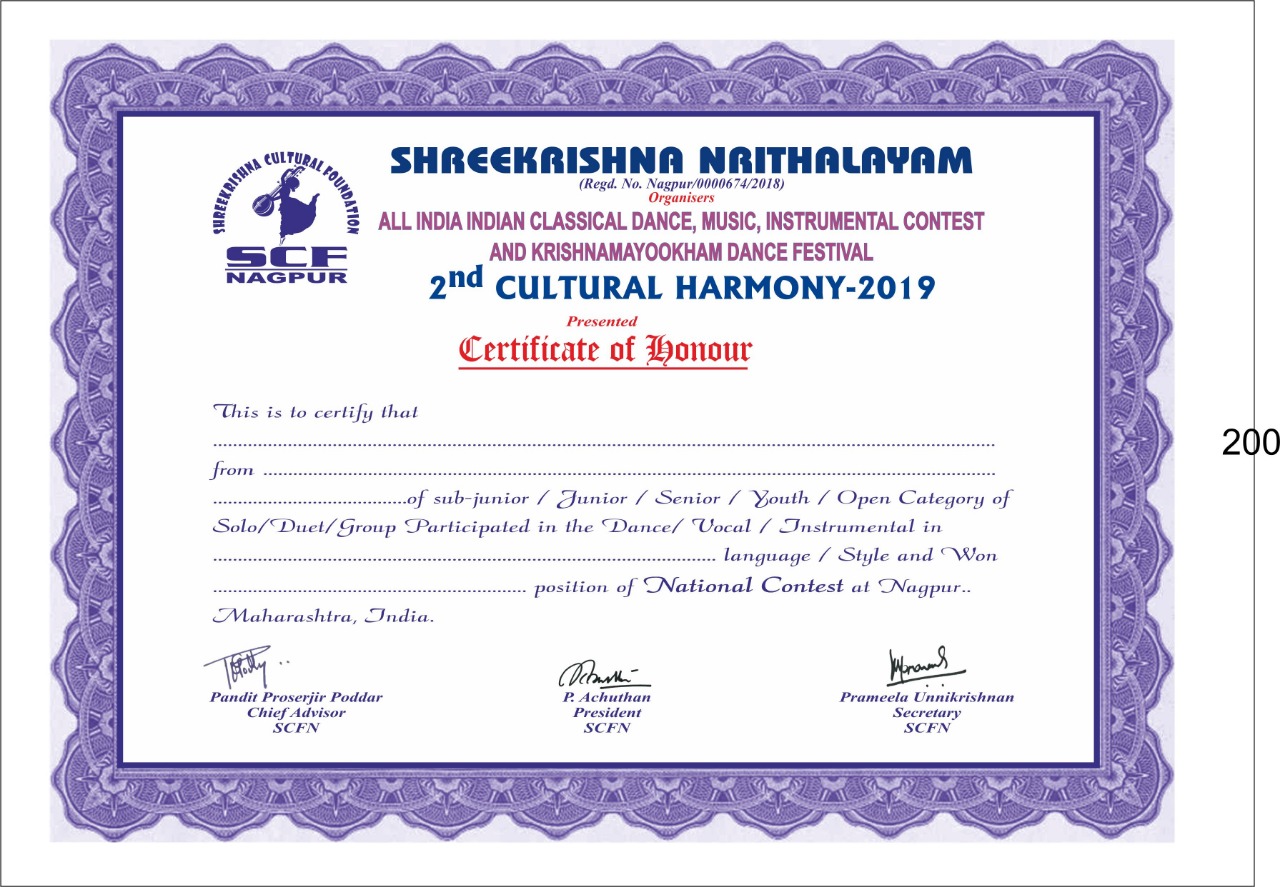 SHREEKRISHNA CULTURAL FOUNDATION
SCF
NAGPUR
SHREEKRISHNA NRITHALAYAM
(Regd. No. Nagpur/0000674/2018)
Organisers
ALL INDIA INDIAN CLASSICAL DANCE, MUSIC, INSTRUMENTAL CONTEST
AND KRISHNAMAYOOKHAM DANCE FESTIVAL
2nd CULTURAL HARMONY-2019
Presented
Certificate of Honour
This is to certify that
from
of sub-junior / Junior / Senior / Youth / Open Category of
Solo/Duet/Group Participated in the Dance/ Vocal / Instrumental in
language / Style and Won
position of National Contest at Nagpur..
Maharashtra, India.
Pandit Proserjir Poddar
Chief Advisor
SCFN
P. Achuthan
President
SCFN
Prameela Unnikrishnan
Secretary
SCFN
200